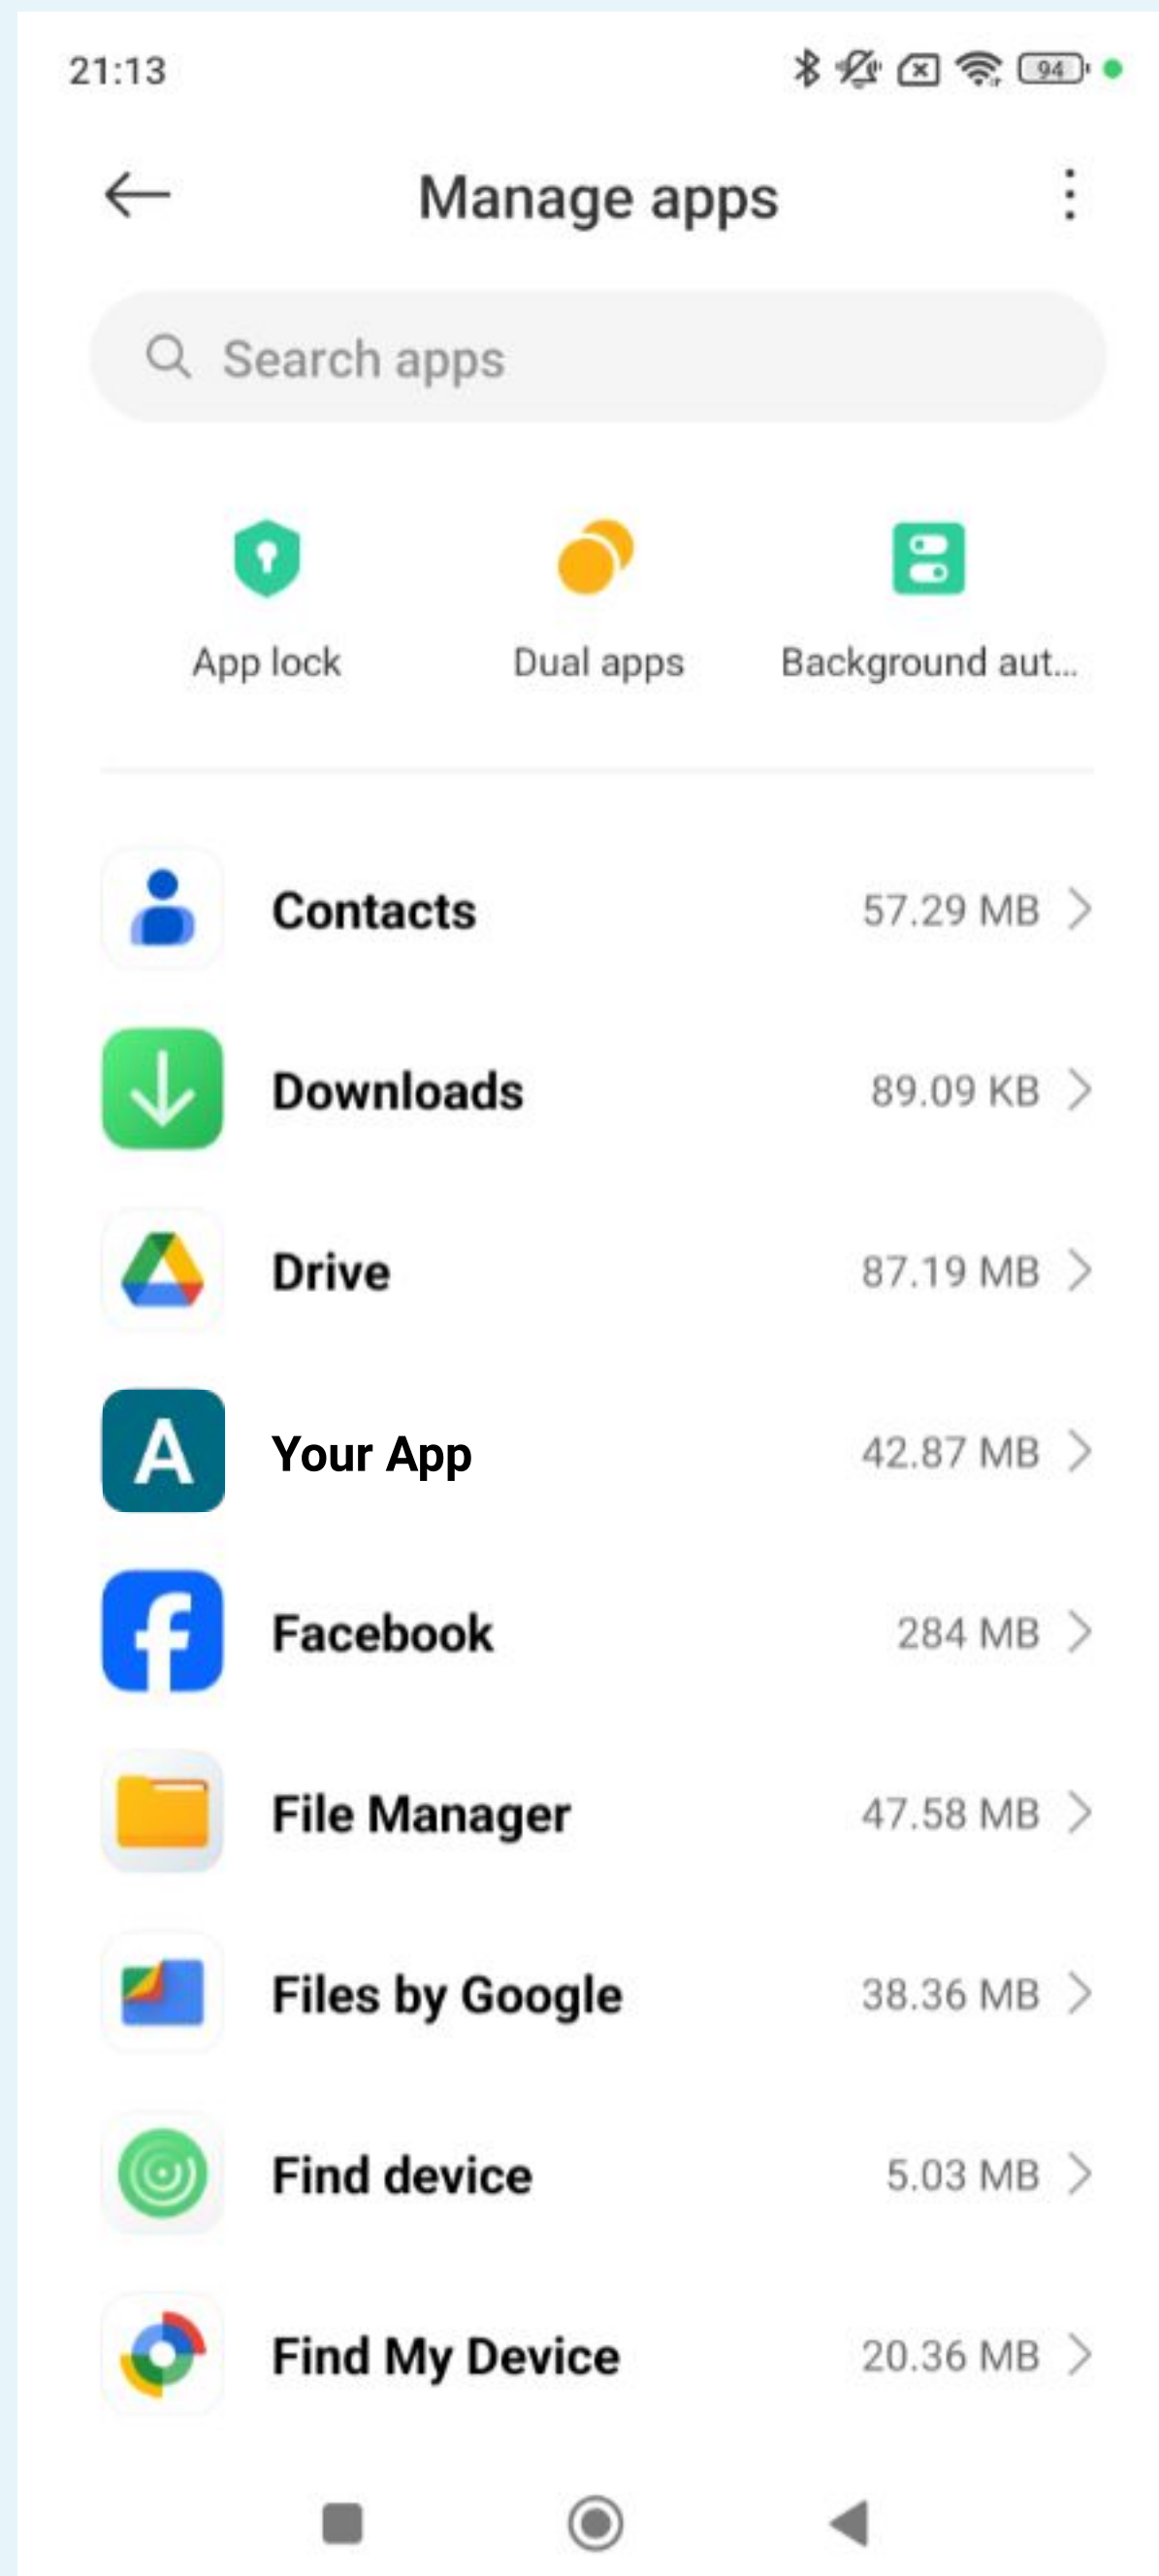 21:13
94
Manage apps
Search apps
App lock
Dual apps
Background aut...
Contacts
57.29 MB
Downloads
89.09 KB
Drive
87.19 MB
A
Your App
42.87 MB
f
Facebook
284 MB
File Manager
47.58 MB
Files by Google
38.36 MB
Find device
5.03 MB
Find My Device
20.36 MB